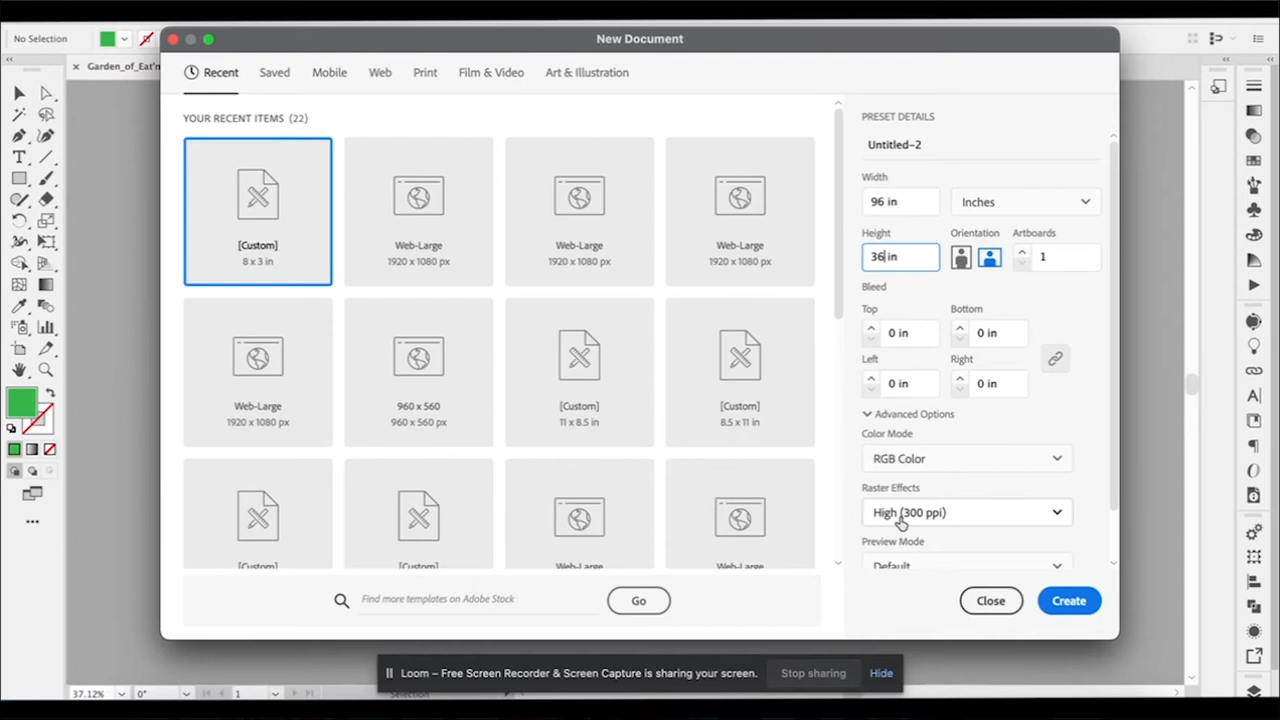 New Document
No Selection
Garden_of_Eat'n
Recent
Saved
Mobile
Web
Print
Film & Video
Art & Illustration
YOUR RECENT ITEMS (22)
[Custom]
8 x 3 in
Web-Large
1920 x 1080 px
Web-Large
1920 x 1080 px
Web-Large
1920 x 1080 px
Web-Large
1920 x 1080 px
960 x 560
960 x 560 px
[Custom]
11 x 8.5 in
[Custom]
8.5 x 11 in
[Custom]
[Custom]
Web-Large
Web-Large
Find more templates on Adobe Stock
Go
PRESET DETAILS
Untitled-2
Width
96 in
Inches
Height
Orientation
Artboards
36 in
1
Bleed
Top
Bottom
0 in
0 in
Left
Right
0 in
0 in
Advanced Options
Color Mode
RGB Color
Raster Effects
High (300 ppi)
Preview Mode
Default
Close
Create
Loom – Free Screen Recorder & Screen Capture is sharing your screen.
Stop sharing
Hide
37.12%
0°
1
Selection